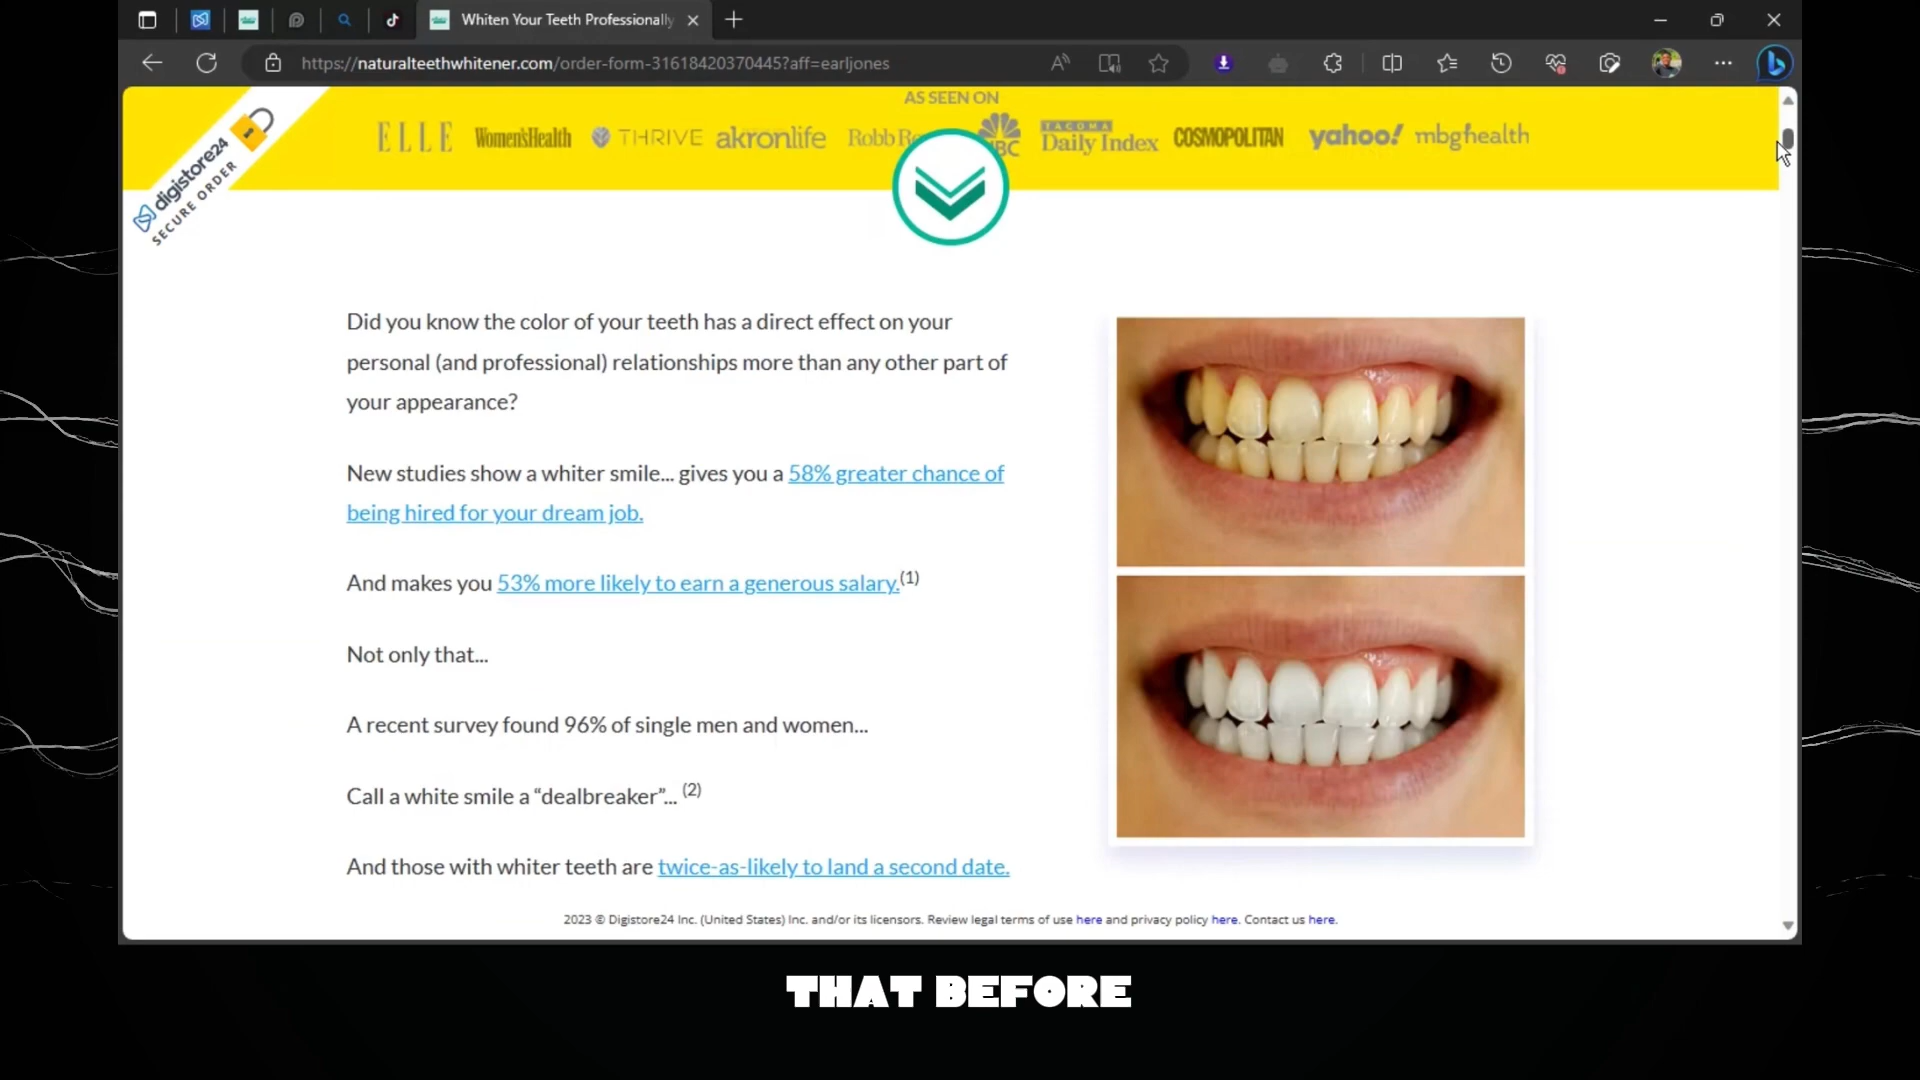 Whiten Your Teeth Professionally
https://naturalteethwhitener.com/order-form-31618420370445?aff=earljones
AS SEEN ON
ELLE Women'sHealth THRIVE akronlife Robb TACOMA Daily Index COSMOPOLITAN yahoo! mbghealth
digistore24
SECURE ORDER
Did you know the color of your teeth has a direct effect on your
personal (and professional) relationships more than any other part of
your appearance?
New studies show a whiter smile... gives you a 58% greater chance of
being hired for your dream job.
And makes you 53% more likely to earn a generous salary.(1)
Not only that...
A recent survey found 96% of single men and women...
Call a white smile a “dealbreaker”... (2)
And those with whiter teeth are twice-as-likely to land a second date.
2023 © Digistore24 Inc. (United States) Inc. and/or its licensors. Review legal terms of use here and privacy policy here. Contact us here.
THAT BEFORE